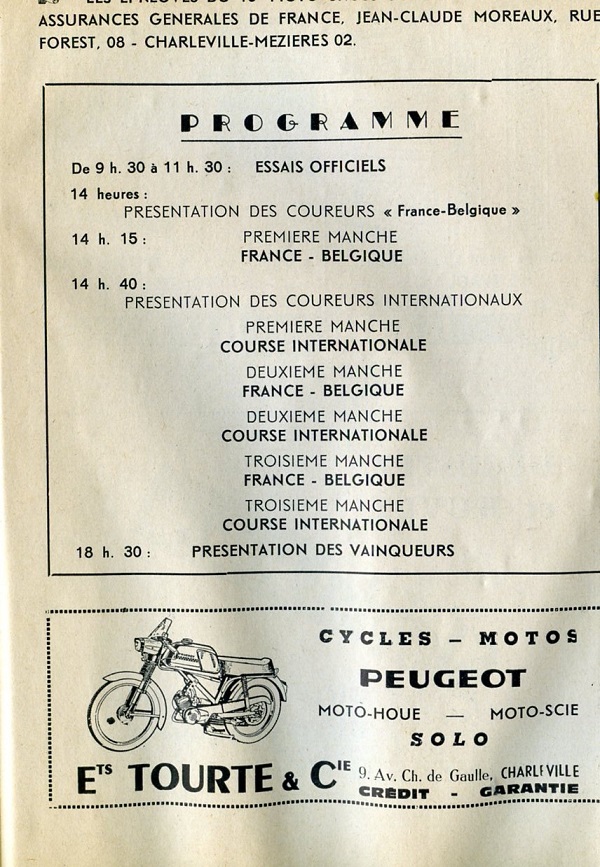 ASSURANCES GENERALES DE FRANCE, JEAN-CLAUDE MOREAUX, RUE
FOREST, 08 - CHARLEVILLE-MEZIERES 02.
PROGRAMME
De 9 h. 30 à 11 h. 30 : ESSAIS OFFICIELS
14 heures :
PRESENTATION DES COUREURS « France-Belgique »
14 h. 15 : PREMIERE MANCHE
FRANCE - BELGIQUE
14 h. 40 :
PRESENTATION DES COUREURS INTERNATIONAUX
PREMIERE MANCHE
COURSE INTERNATIONALE
DEUXIEME MANCHE
FRANCE - BELGIQUE
DEUXIEME MANCHE
COURSE INTERNATIONALE
TROISIEME MANCHE
FRANCE - BELGIQUE
TROISIEME MANCHE
COURSE INTERNATIONALE
18 h. 30 : PRESENTATION DES VAINQUEURS
CYCLES - MOTOS
PEUGEOT
MOTO-HOUE — MOTO-SCIE
SOLO
ETS TOURTE & CIE 9. Av. Ch. de Gaulle, CHARLEVILLE
CRÉDIT - GARANTIE